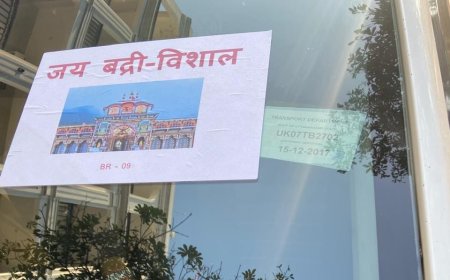 जय बद्री-विशाल
BR - 09
TRANSPORT DEPARTMENT
UK07TB2702
15-12-2017